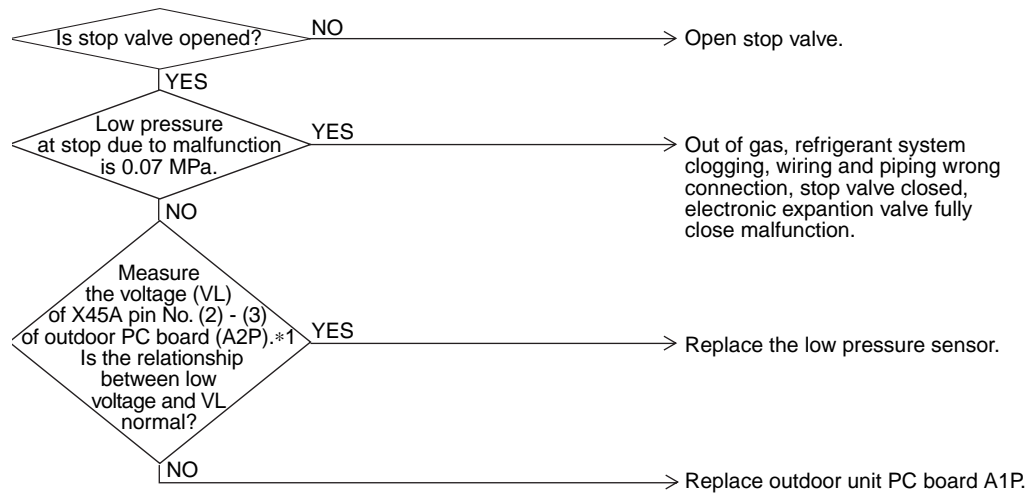 Is stop valve opened?
NO
Open stop valve.
YES
Low pressure
at stop due to malfunction
is 0.07 MPa.
YES
Out of gas, refrigerant system
clogging, wiring and piping wrong
connection, stop valve closed,
electronic expantion valve fully
close malfunction.
NO
Measure
the voltage (VL)
of X45A pin No. (2) - (3)
of outdoor PC board (A2P).*1
Is the relationship
between low
voltage and VL
normal?
YES
Replace the low pressure sensor.
NO
Replace outdoor unit PC board A1P.